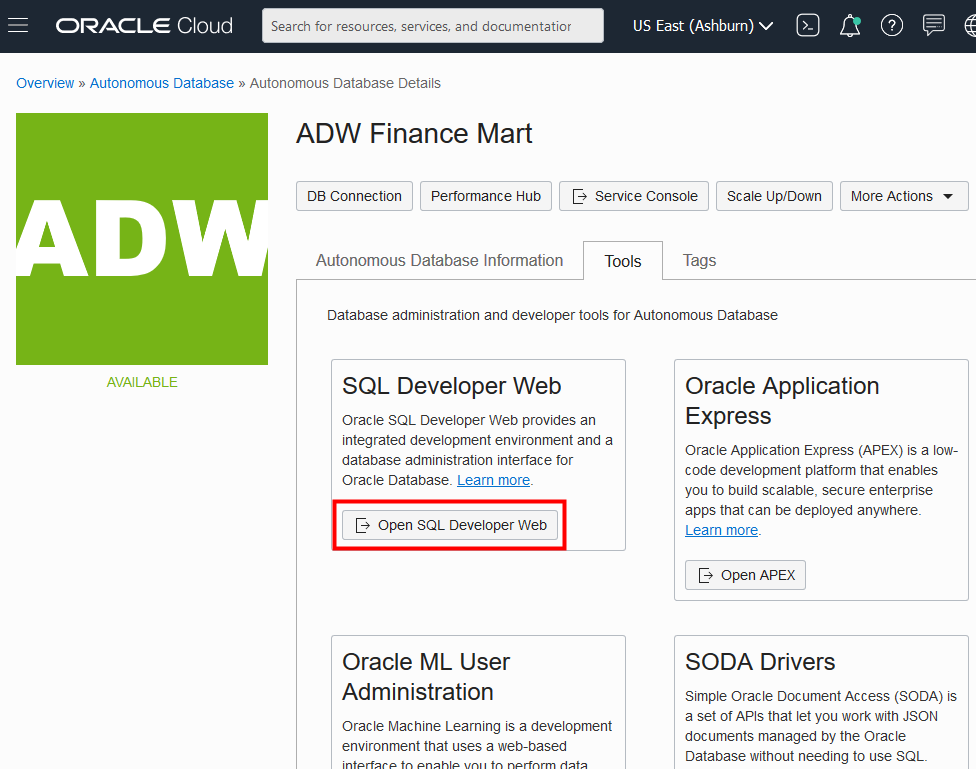 ORACLE Cloud
Search for resources, services, and documentation
US East (Ashburn)
Overview » Autonomous Database » Autonomous Database Details
ADW
AVAILABLE
ADW Finance Mart
DB Connection
Performance Hub
Service Console
Scale Up/Down
More Actions
Autonomous Database Information
Tools
Tags
Database administration and developer tools for Autonomous Database
SQL Developer Web
Oracle SQL Developer Web provides an
integrated development environment and a
database administration interface for
Oracle Database. Learn more.
Open SQL Developer Web
Oracle Application
Express
Oracle Application Express (APEX) is a low-
code development platform that enables
you to build scalable, secure enterprise
apps that can be deployed anywhere.
Learn more.
Open APEX
Oracle ML User
Administration
Oracle Machine Learning is a development
environment that uses a web-based
interface to enable you to perform data
SODA Drivers
Simple Oracle Document Access (SODA) is
a set of APIs that let you work with JSON
documents managed by the Oracle
Database without needing to use SQL.